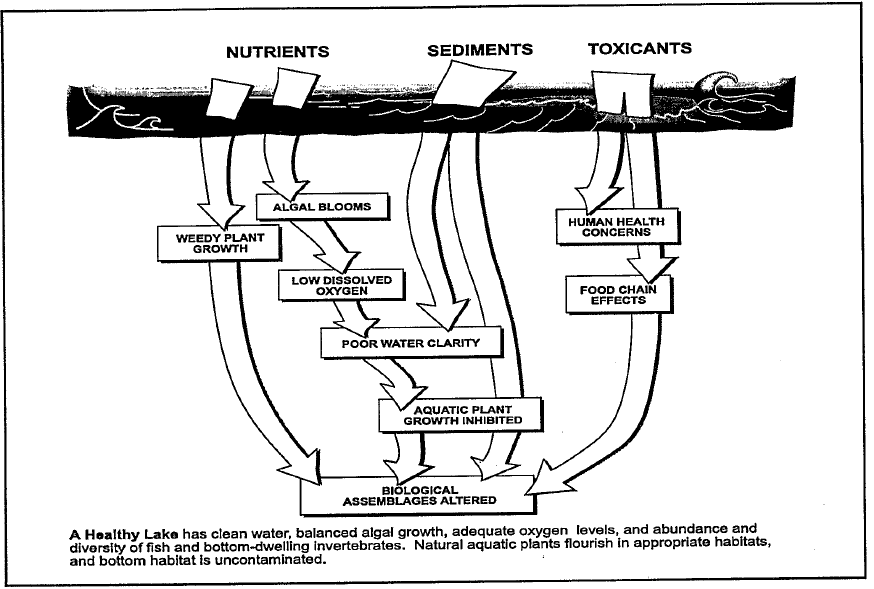 NUTRIENTS
SEDIMENTS
TOXICANTS
ALGAL BLOOMS
WEEDY PLANT
GROWTH
HUMAN HEALTH
CONCERNS
LOW DISSOLVED
OXYGEN
FOOD CHAIN
EFFECTS
POOR WATER CLARITY
AQUATIC PLANT
GROWTH INHIBITED
BIOLOGICAL
ASSEMBLAGES ALTERED
A Healthy Lake has clean water, balanced algal growth, adequate oxygen levels, and abundance and
diversity of fish and bottom-dwelling invertebrates. Natural aquatic plants flourish in appropriate habitats,
and bottom habitat is uncontaminated.